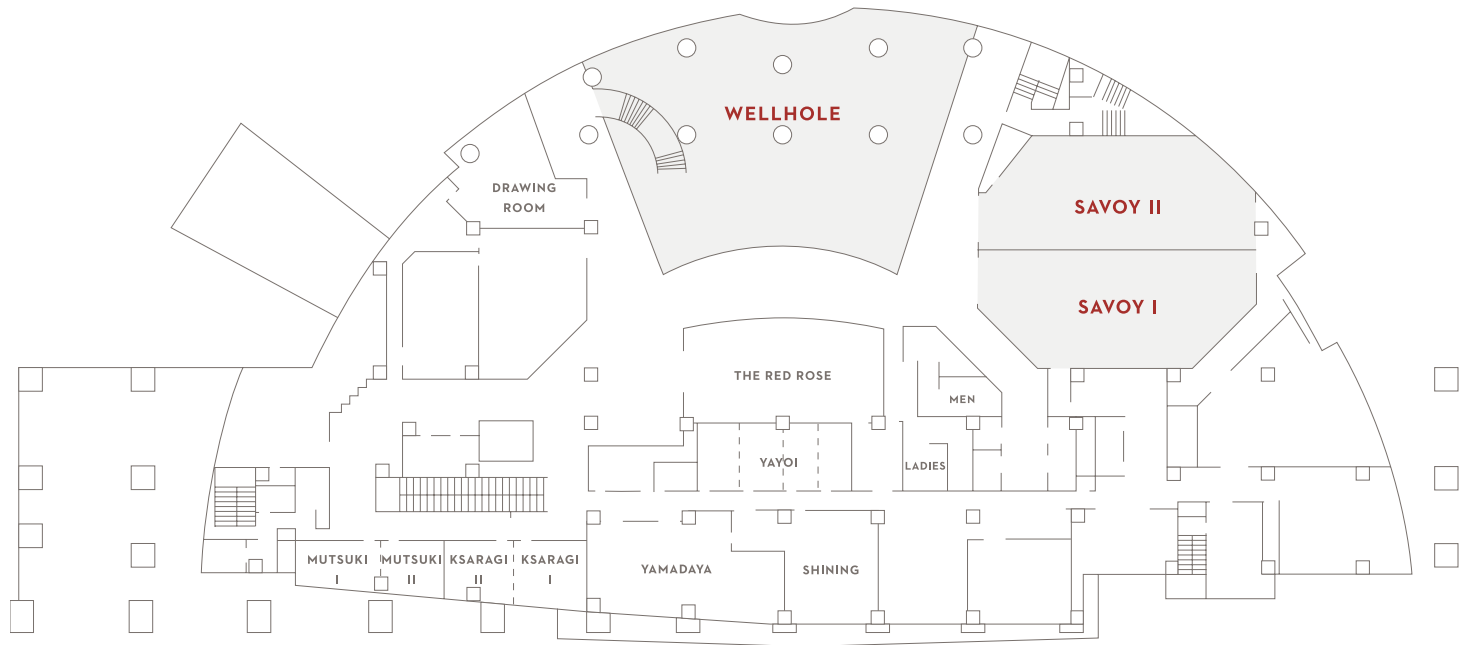 WELLHOLE
DRAWING
ROOM
SAVOY II
SAVOY I
THE RED ROSE
MEN
YAYOI
LADIES
MUTSUKI
I
MUTSUKI
II
KSARAGI
II
KSARAGI
I
YAMADAYA
SHINING